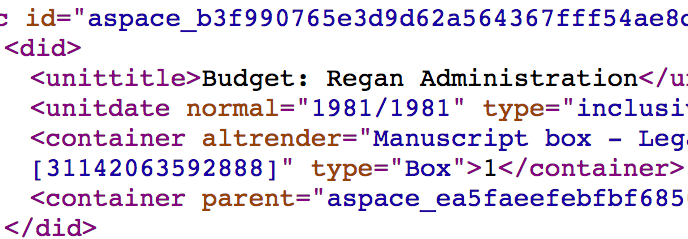 c id="aspace_b3f990765e3d9d62a564367fff54ae8c
<did>
<unittitle>Budget: Regan Administration</u
<unitdate normal="1981/1981" type="inclusi
<container altrender="Manuscript box – Lega
[31142063592888]" type="Box">1</container>
<container parent="aspace_ea5faeefebfbf685
</did>